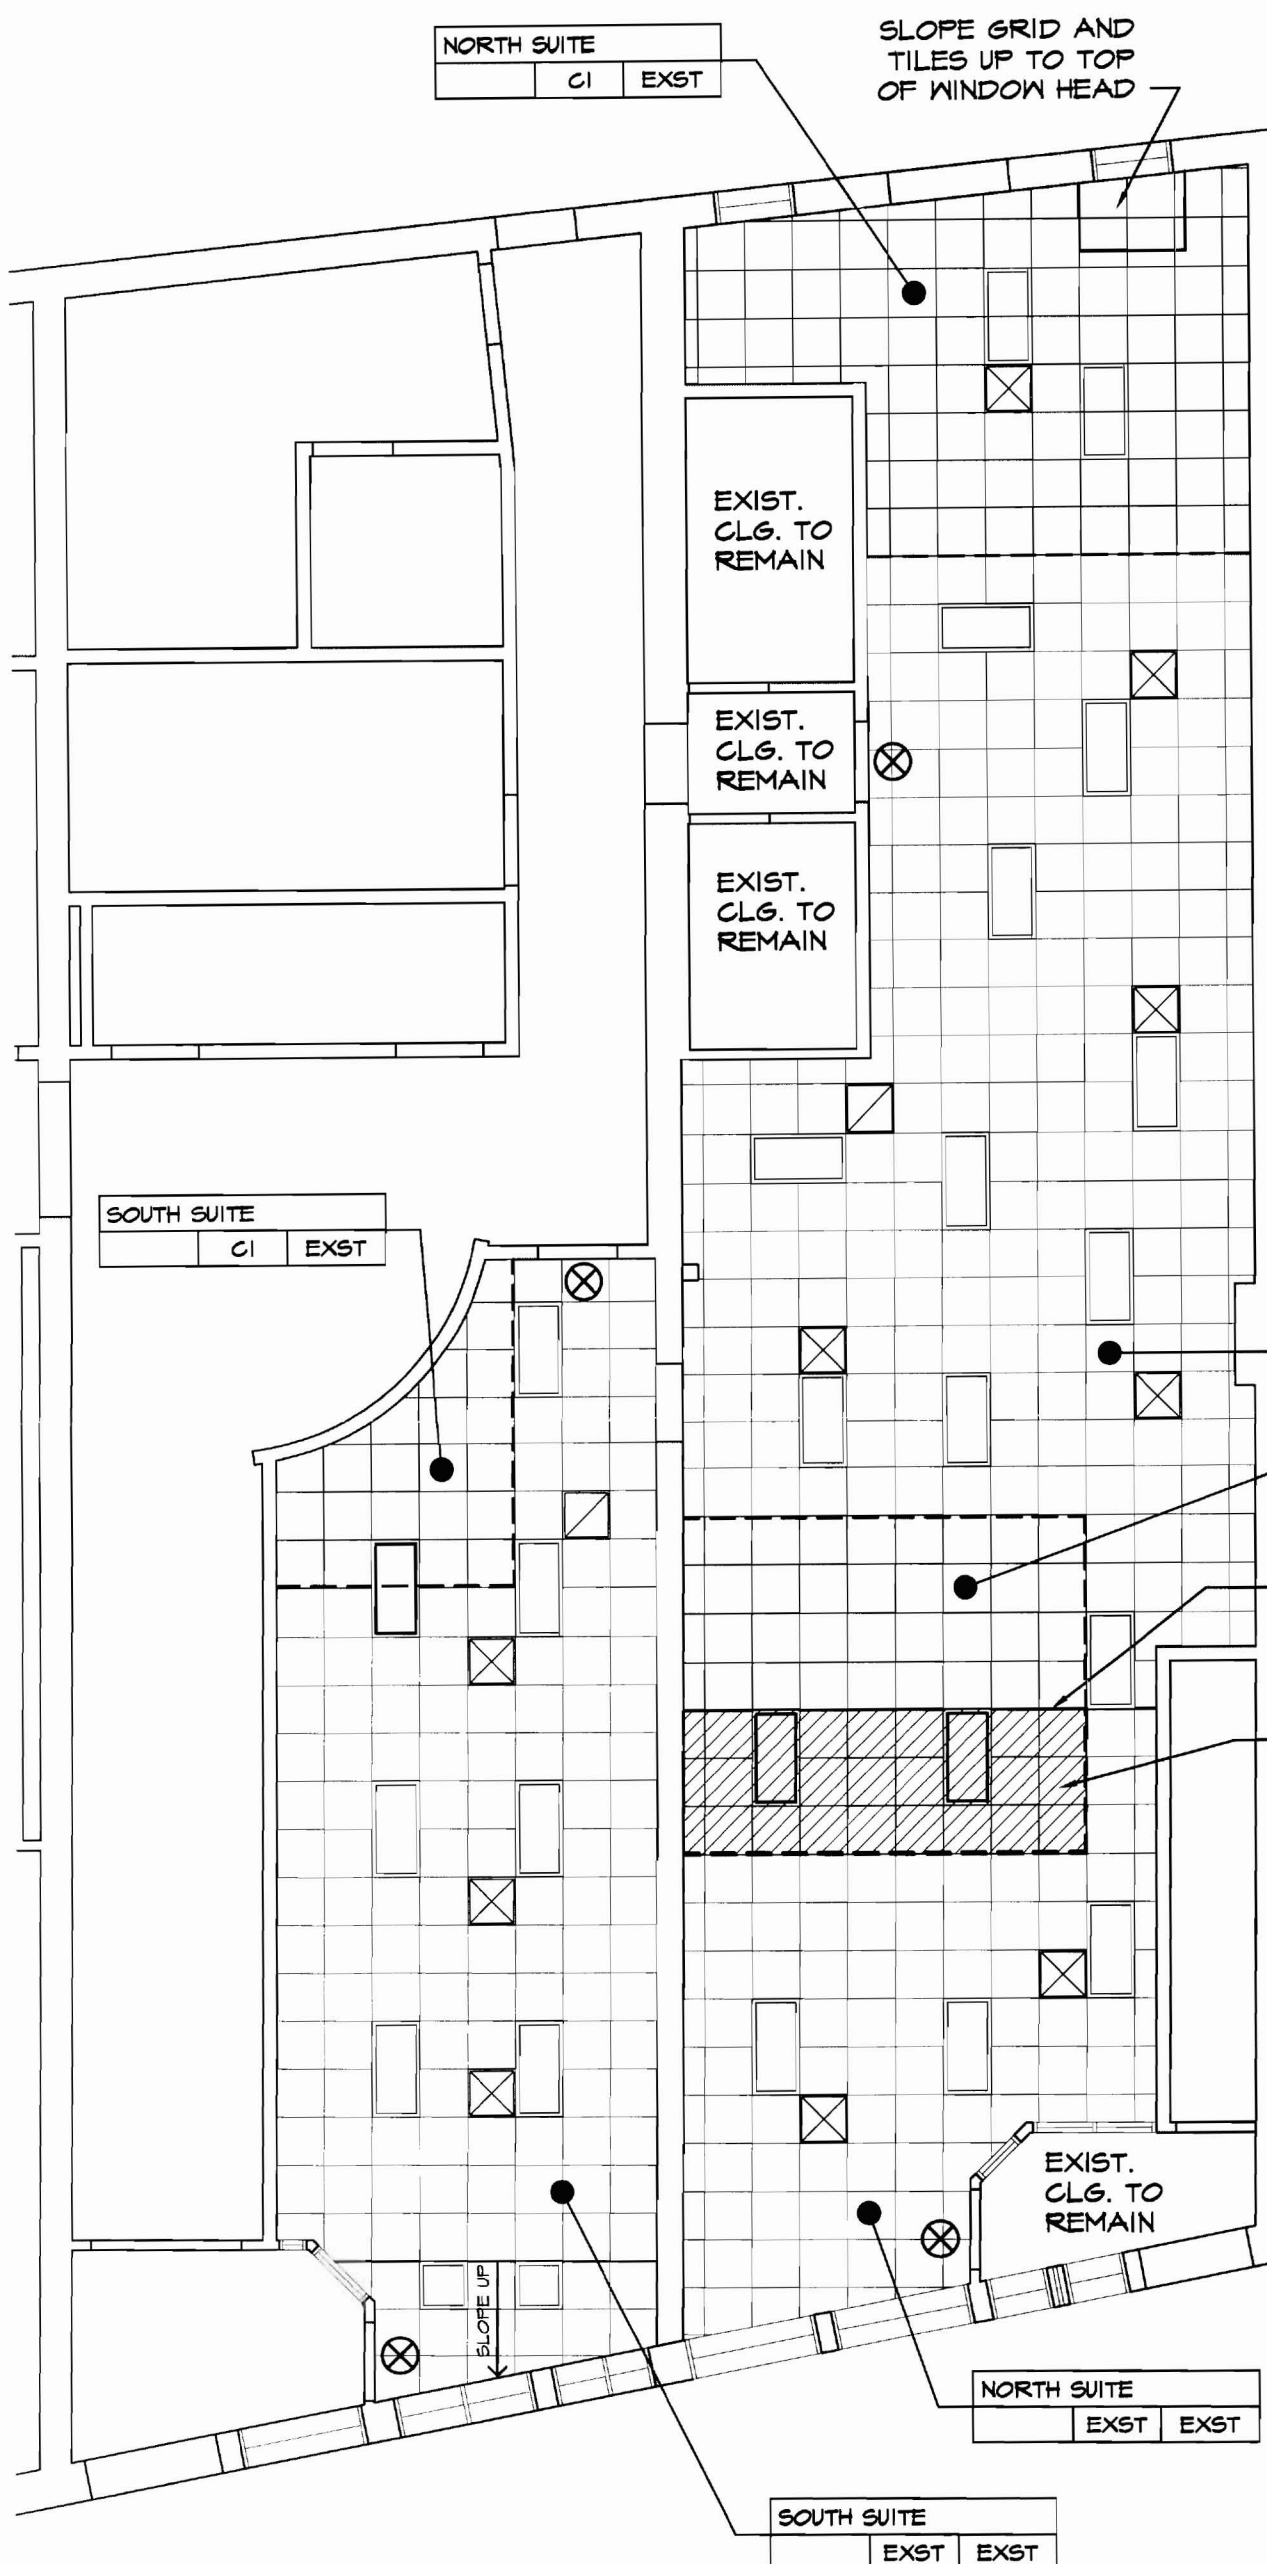 NORTH SUITE
C1 EXST
SLOPE GRID AND
TILES UP TO TOP
OF WINDOW HEAD
EXIST.
CLG. TO
REMAIN
EXIST.
CLG. TO
REMAIN
EXIST.
CLG. TO
REMAIN
SOUTH SUITE
C1 EXST
EXIST.
CLG. TO
REMAIN
SLOPE UP
NORTH SUITE
EXST EXST
SOUTH SUITE
EXST EXST